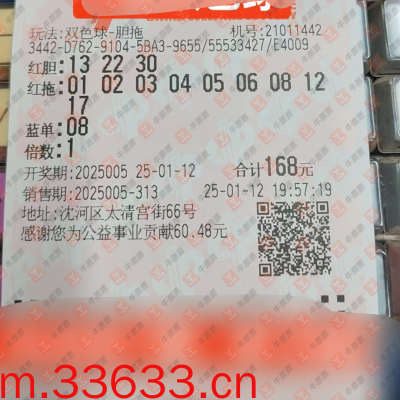 玩法:双色球-胆拖 机号:21011442
3442-D762-9104-5BA3-9655/55533427/E4009
红胆:13 22 30
红拖:01 02 03 04 05 06 08 12
17
蓝单:08
倍数:1
开奖期:2025005 25-01-12 合计168元
销售期:2025005-313 25-01-12 19:57:19
地址:沈河区太清宫街66号
感谢您为公益事业贡献60.48元
m.33633.cn